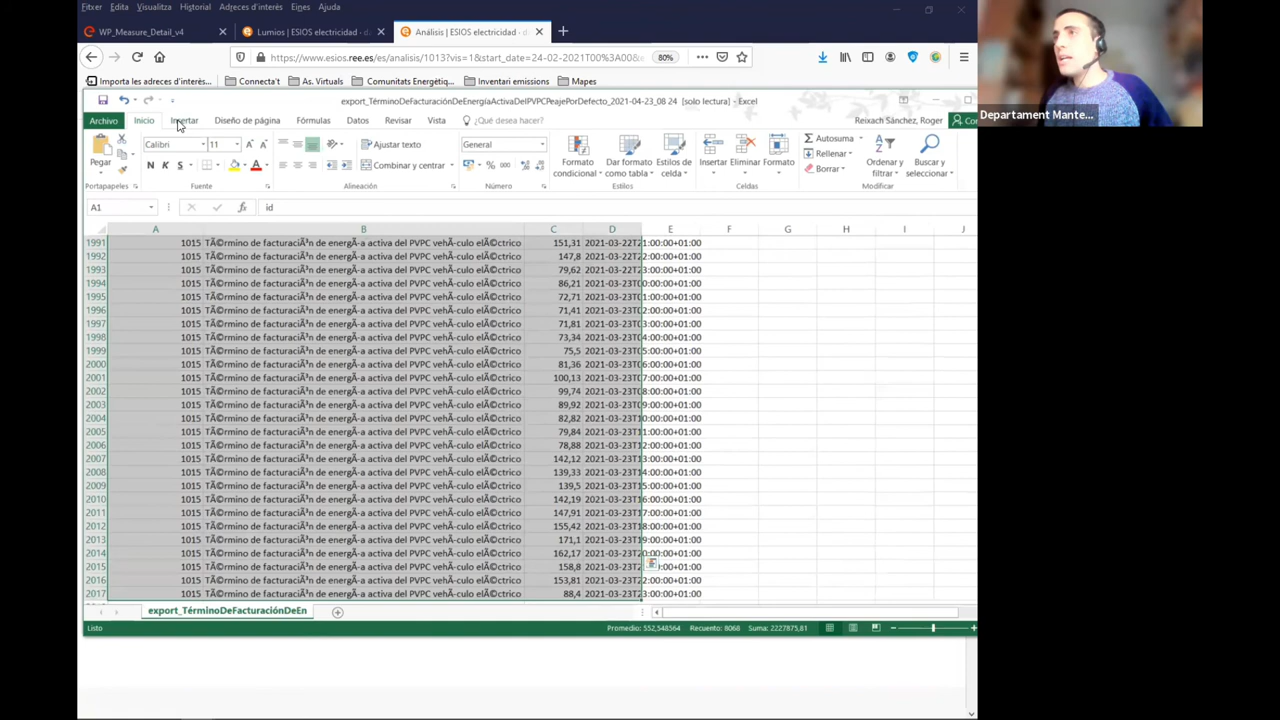 Fitxer Edita Visualitza Historial Adreces d'interès Eines Ajuda
WP_Measure_Detail_v4 Lumios | ESIOS electricidad · d Análisis | ESIOS electricidad · d
https://www.esios.ree.es/es/analisis/1013?vis=1&start_date=24-02-2021T00%3A00&e 80%
Importa les adreces d'interès... Connecta't As. Virtuals Comunitats Energètiq... Inventari emissions Mapes
export_TérminoDeFacturaciónDeEnergíaActivaDelPVPCPeajePorDefecto_2021-04-23_08 24 [solo lectura] - Excel
Archivo Inicio Insertar Diseño de página Fórmulas Datos Revisar Vista ¿Qué desea hacer? Reixach Sánchez, Roger Con
Departament Mante...
Pegar Calibri 11 Ajustar texto General Formato condicional Dar formato como tabla Estilos de celda Insertar Eliminar Formato Autosuma Rellenar Borrar Ordenar y filtrar Buscar y seleccionar
N K S Combinar y centrar % 000
Portapapeles Fuente Alineación Número Estilos Celdas Modificar
A1 id
A B C D E F G H I J
1991 1015 TÃ©rmino de facturaciÃ³n de energÃ-a activa del PVPC vehÃ-culo elÃ©ctrico 151,31 2021-03-22T21:00:00+01:00
1992 1015 TÃ©rmino de facturaciÃ³n de energÃ-a activa del PVPC vehÃ-culo elÃ©ctrico 147,8 2021-03-22T22:00:00+01:00
1993 1015 TÃ©rmino de facturaciÃ³n de energÃ-a activa del PVPC vehÃ-culo elÃ©ctrico 79,62 2021-03-22T23:00:00+01:00
1994 1015 TÃ©rmino de facturaciÃ³n de energÃ-a activa del PVPC vehÃ-culo elÃ©ctrico 86,21 2021-03-23T00:00:00+01:00
1995 1015 TÃ©rmino de facturaciÃ³n de energÃ-a activa del PVPC vehÃ-culo elÃ©ctrico 72,71 2021-03-23T01:00:00+01:00
1996 1015 TÃ©rmino de facturaciÃ³n de energÃ-a activa del PVPC vehÃ-culo elÃ©ctrico 71,41 2021-03-23T02:00:00+01:00
1997 1015 TÃ©rmino de facturaciÃ³n de energÃ-a activa del PVPC vehÃ-culo elÃ©ctrico 71,81 2021-03-23T03:00:00+01:00
1998 1015 TÃ©rmino de facturaciÃ³n de energÃ-a activa del PVPC vehÃ-culo elÃ©ctrico 73,34 2021-03-23T04:00:00+01:00
1999 1015 TÃ©rmino de facturaciÃ³n de energÃ-a activa del PVPC vehÃ-culo elÃ©ctrico 75,5 2021-03-23T05:00:00+01:00
2000 1015 TÃ©rmino de facturaciÃ³n de energÃ-a activa del PVPC vehÃ-culo elÃ©ctrico 81,36 2021-03-23T06:00:00+01:00
2001 1015 TÃ©rmino de facturaciÃ³n de energÃ-a activa del PVPC vehÃ-culo elÃ©ctrico 100,13 2021-03-23T07:00:00+01:00
2002 1015 TÃ©rmino de facturaciÃ³n de energÃ-a activa del PVPC vehÃ-culo elÃ©ctrico 99,74 2021-03-23T08:00:00+01:00
2003 1015 TÃ©rmino de facturaciÃ³n de energÃ-a activa del PVPC vehÃ-culo elÃ©ctrico 89,92 2021-03-23T09:00:00+01:00
2004 1015 TÃ©rmino de facturaciÃ³n de energÃ-a activa del PVPC vehÃ-culo elÃ©ctrico 82,82 2021-03-23T10:00:00+01:00
2005 1015 TÃ©rmino de facturaciÃ³n de energÃ-a activa del PVPC vehÃ-culo elÃ©ctrico 79,84 2021-03-23T11:00:00+01:00
2006 1015 TÃ©rmino de facturaciÃ³n de energÃ-a activa del PVPC vehÃ-culo elÃ©ctrico 78,88 2021-03-23T12:00:00+01:00
2007 1015 TÃ©rmino de facturaciÃ³n de energÃ-a activa del PVPC vehÃ-culo elÃ©ctrico 142,12 2021-03-23T13:00:00+01:00
2008 1015 TÃ©rmino de facturaciÃ³n de energÃ-a activa del PVPC vehÃ-culo elÃ©ctrico 139,33 2021-03-23T14:00:00+01:00
2009 1015 TÃ©rmino de facturaciÃ³n de energÃ-a activa del PVPC vehÃ-culo elÃ©ctrico 139,5 2021-03-23T15:00:00+01:00
2010 1015 TÃ©rmino de facturaciÃ³n de energÃ-a activa del PVPC vehÃ-culo elÃ©ctrico 142,19 2021-03-23T16:00:00+01:00
2011 1015 TÃ©rmino de facturaciÃ³n de energÃ-a activa del PVPC vehÃ-culo elÃ©ctrico 147,91 2021-03-23T17:00:00+01:00
2012 1015 TÃ©rmino de facturaciÃ³n de energÃ-a activa del PVPC vehÃ-culo elÃ©ctrico 155,42 2021-03-23T18:00:00+01:00
2013 1015 TÃ©rmino de facturaciÃ³n de energÃ-a activa del PVPC vehÃ-culo elÃ©ctrico 171,1 2021-03-23T19:00:00+01:00
2014 1015 TÃ©rmino de facturaciÃ³n de energÃ-a activa del PVPC vehÃ-culo elÃ©ctrico 162,17 2021-03-23T20:00:00+01:00
2015 1015 TÃ©rmino de facturaciÃ³n de energÃ-a activa del PVPC vehÃ-culo elÃ©ctrico 158,8 2021-03-23T2 :00+01:00
2016 1015 TÃ©rmino de facturaciÃ³n de energÃ-a activa del PVPC vehÃ-culo elÃ©ctrico 153,81 2021-03-23T22:00:00+01:00
2017 1015 TÃ©rmino de facturaciÃ³n de energÃ-a activa del PVPC vehÃ-culo elÃ©ctrico 88,4 2021-03-23T23:00:00+01:00
export_TérminoDeFacturaciónDeEn
Listo Promedio: 552,548564 Recuento: 8068 Suma: 2227875,81